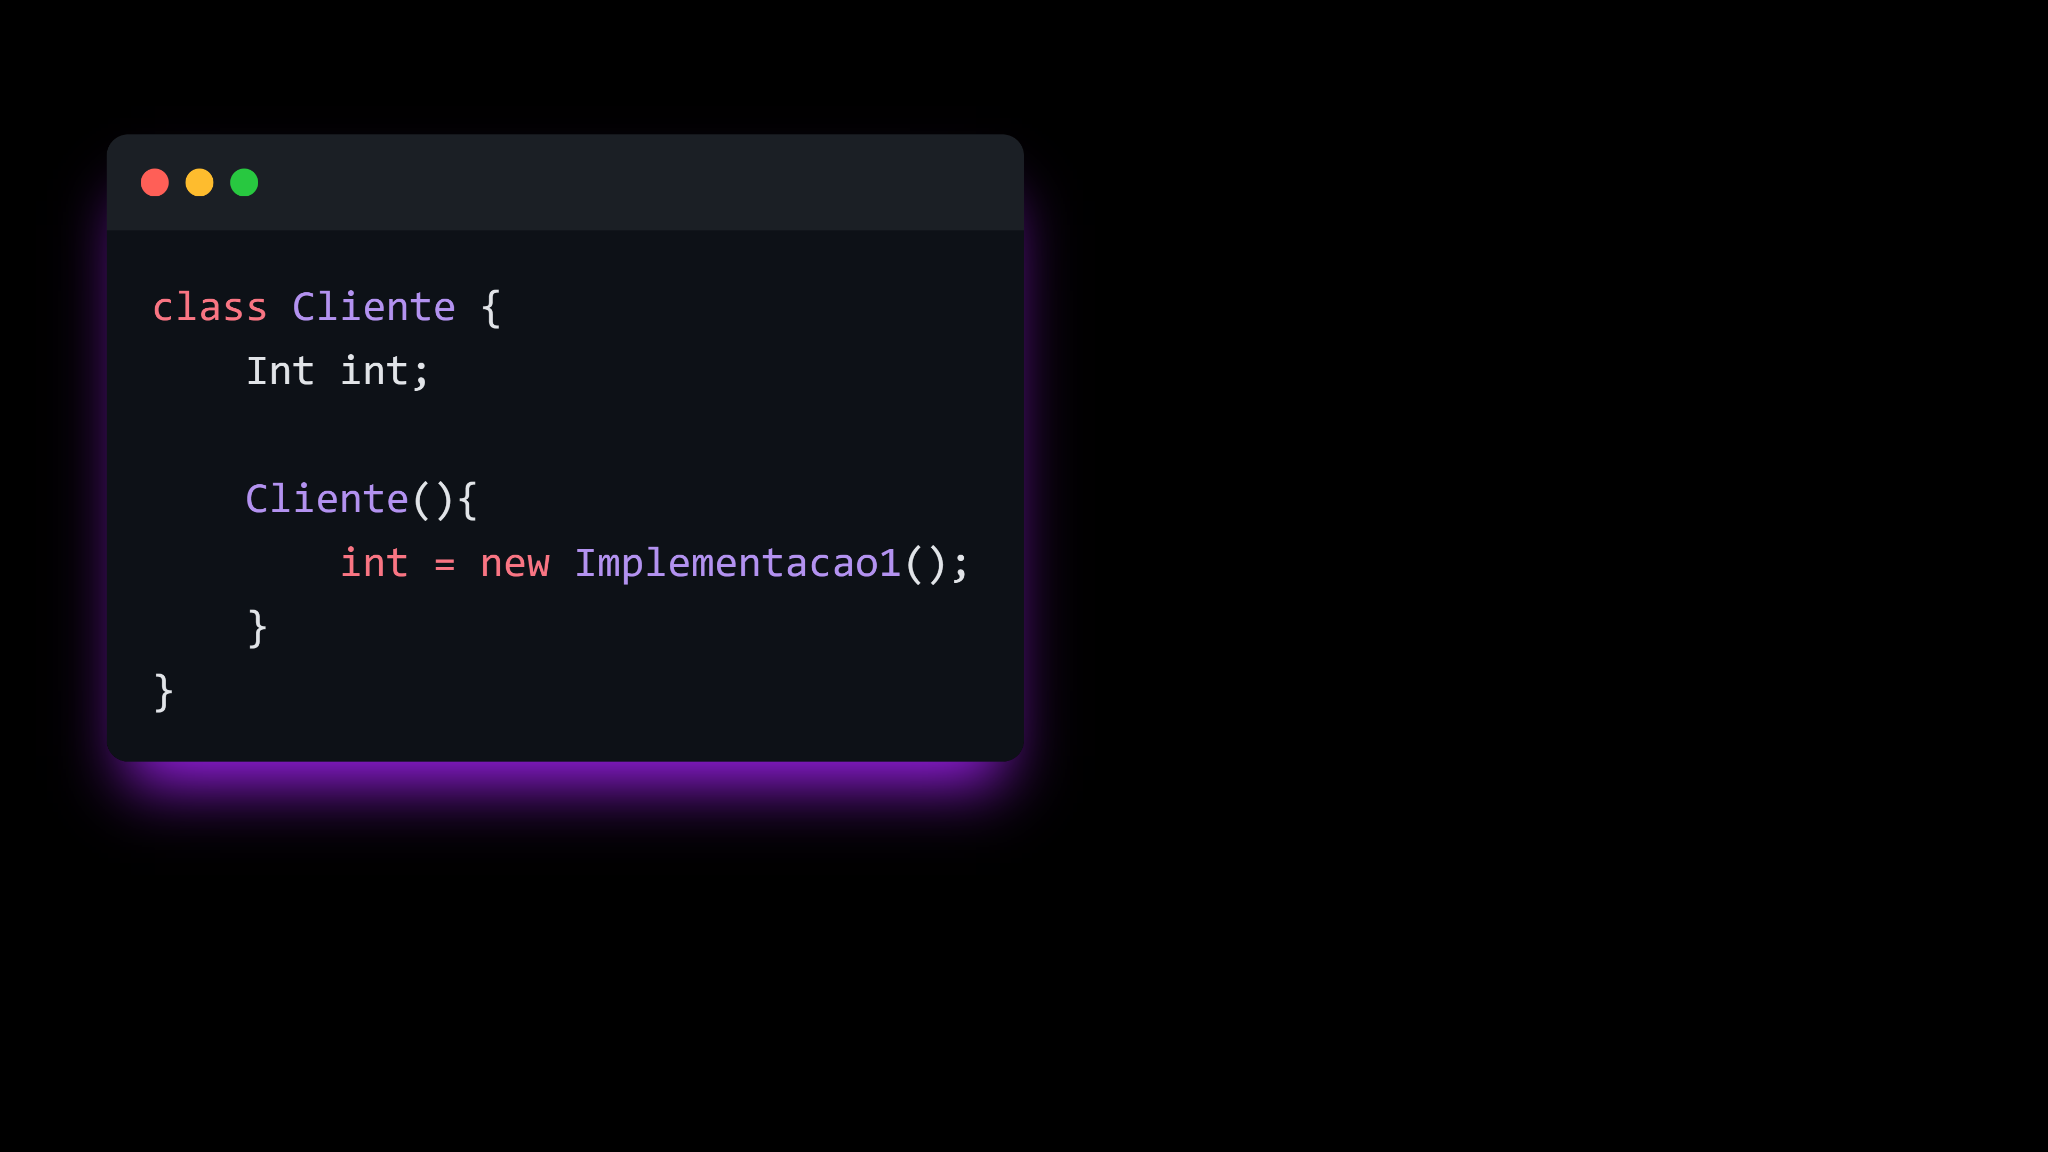 class Cliente {
    Int int;

    Cliente(){
        int = new Implementacao1();
    }
}